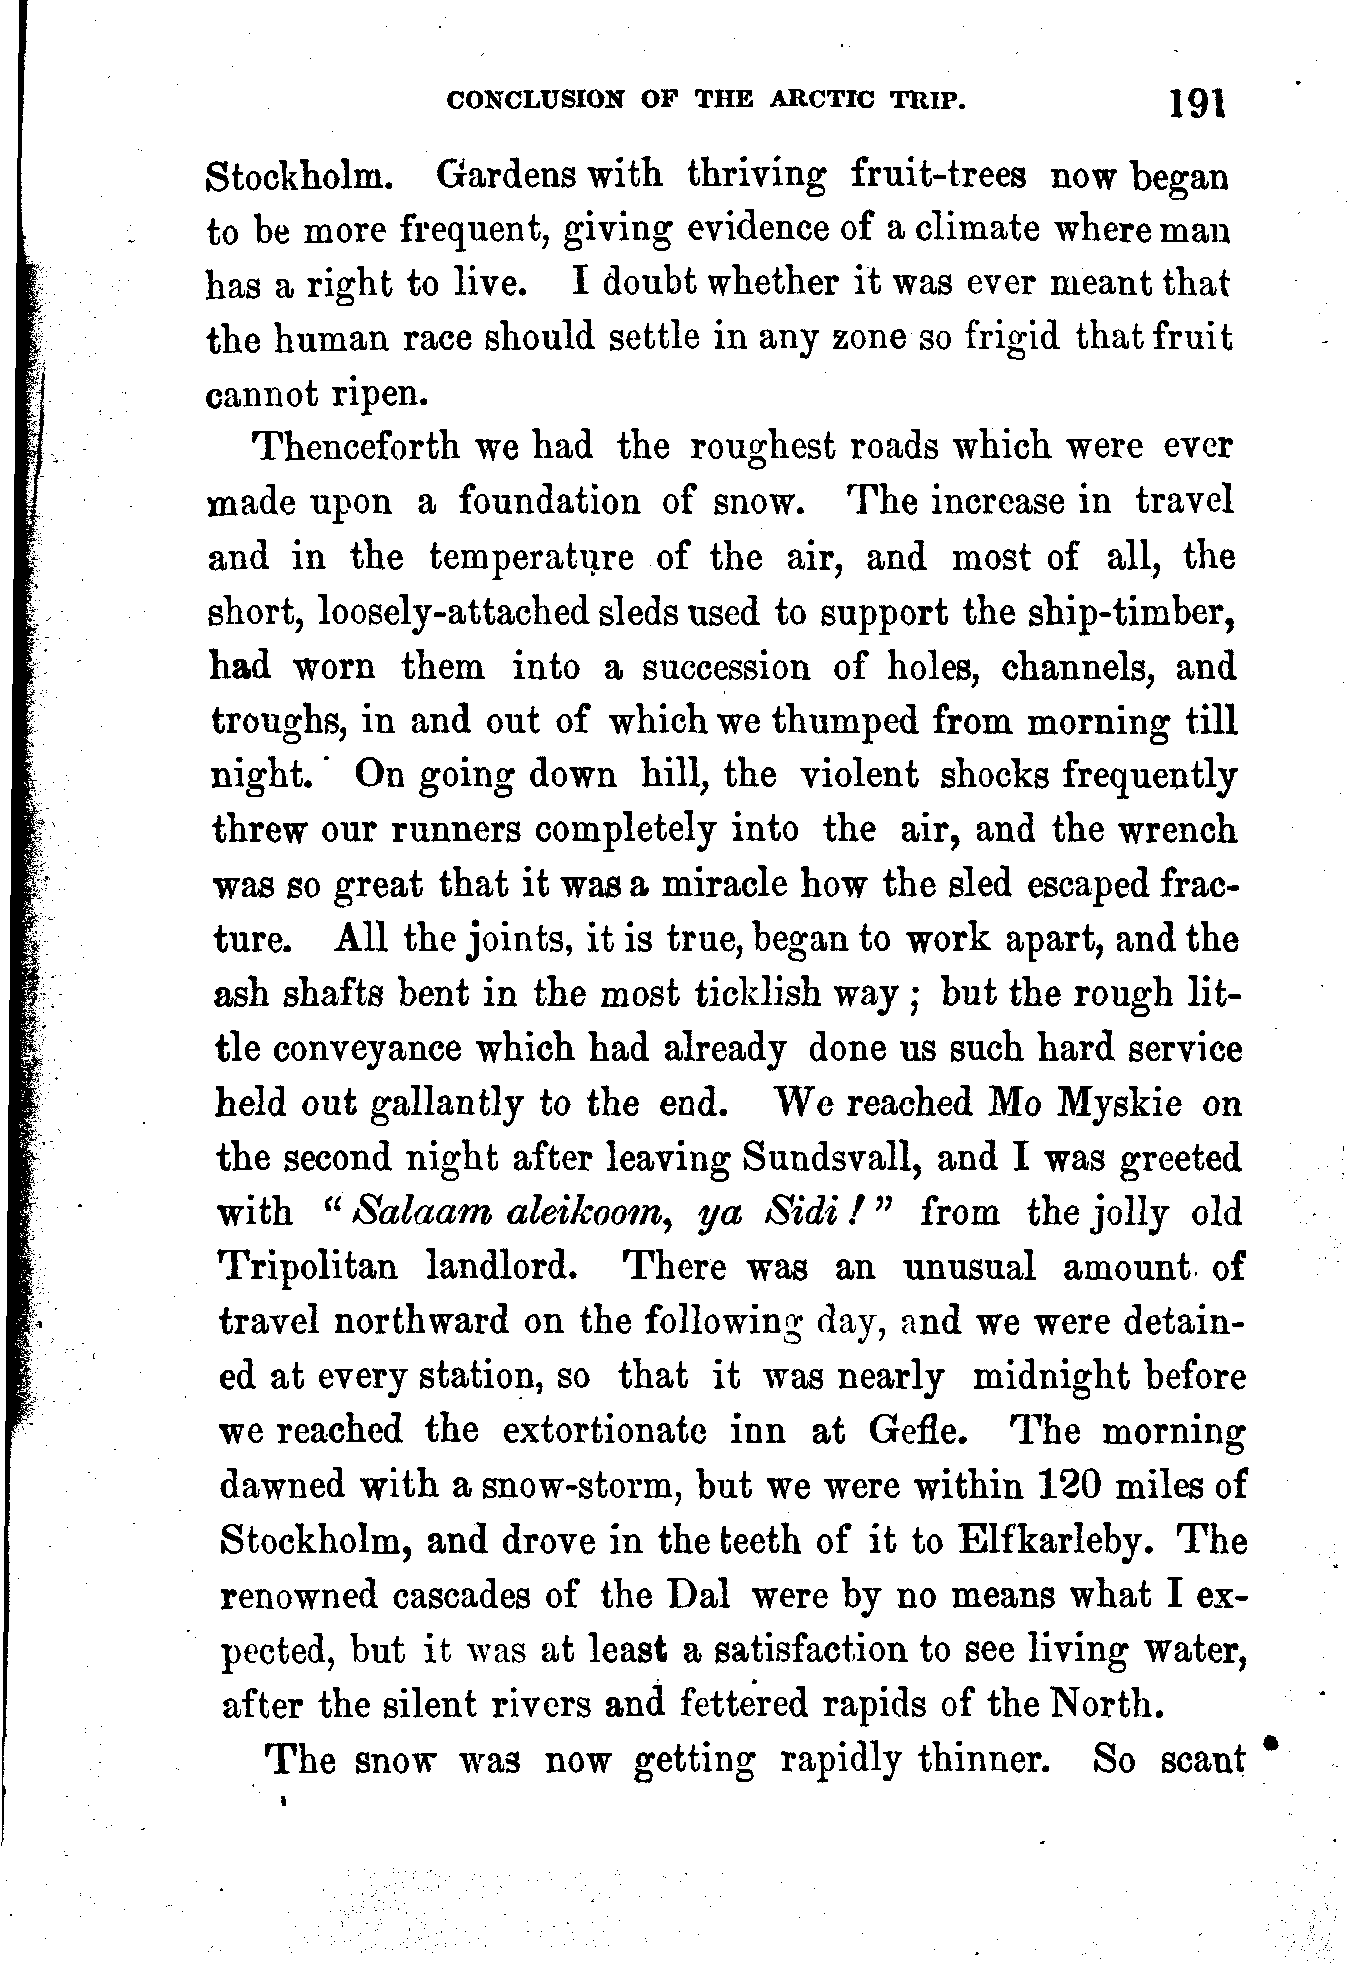 CONCLUSION OF THE ARCTIC TRIP. 191
Stockholm. Gardens with thriving fruit-trees now began
to be more frequent, giving evidence of a climate where man
has a right to live. I doubt whether it was ever meant that
the human race should settle in any zone so frigid that fruit
cannot ripen.
Thenceforth we had the roughest roads which were ever
made upon a foundation of snow. The increase in travel
and in the temperature of the air, and most of all, the
short, loosely-attached sleds used to support the ship-timber,
had worn them into a succession of holes, channels, and
troughs, in and out of which we thumped from morning till
night. On going down hill, the violent shocks frequently
threw our runners completely into the air, and the wrench
was so great that it was a miracle how the sled escaped frac-
ture. All the joints, it is true, began to work apart, and the
ash shafts bent in the most ticklish way ; but the rough lit-
tle conveyance which had already done us such hard service
held out gallantly to the end. We reached Mo Myskie on
the second night after leaving Sundsvall, and I was greeted
with “ Salaam aleikoom, ya Sidi ! ” from the jolly old
Tripolitan landlord. There was an unusual amount of
travel northward on the following day, and we were detain-
ed at every station, so that it was nearly midnight before
we reached the extortionate inn at Gefle. The morning
dawned with a snow-storm, but we were within 120 miles of
Stockholm, and drove in the teeth of it to Elfkarleby. The
renowned cascades of the Dal were by no means what I ex-
pected, but it was at least a satisfaction to see living water,
after the silent rivers and fettered rapids of the North.
The snow was now getting rapidly thinner. So scant